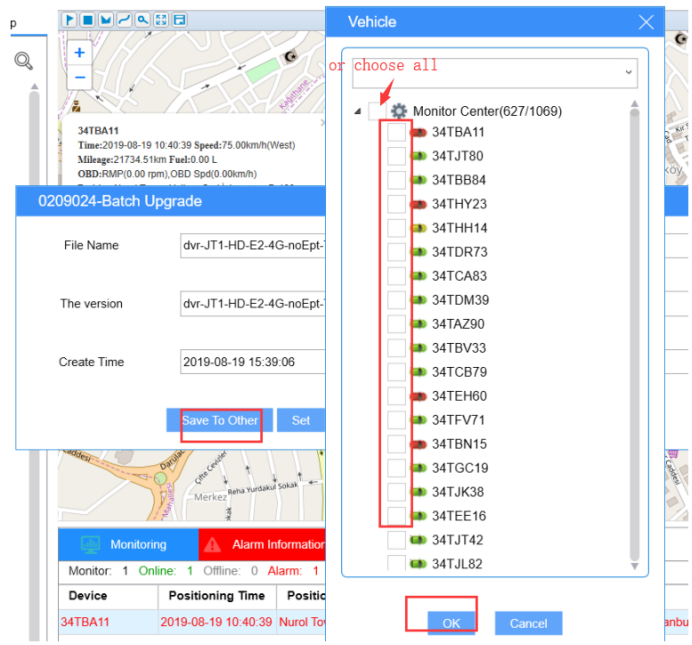 p
34TBA11
Time:2019-08-19 10:40:39 Speed:75.00km/h(West)
Mileage:21734.51km Fuel:0.00 L
OBD:RMP(0.00 rpm),OBD Spd(0.00km/h)
0209024-Batch Upgrade
File Name
dvr-JT1-HD-E2-4G-noEpt-
The version
dvr-JT1-HD-E2-4G-noEpt-
Create Time
2019-08-19 15:39:06
Save To Other
Set
Merkez
Reha Yurdakul Sokak
Çifte Cevizler
Monitoring
Alarm Information
Monitor: 1 Online: 1 Offline: 0 Alarm: 1
Device Positioning Time Positio
34TBA11 2019-08-19 10:40:39 Nurol To
anbu
Vehicle
or choose all
Monitor Center(627/1069)
34TBA11
34TJT80
34TBB84
34THY23
34THH14
34TDR73
34TCA83
34TDM39
34TAZ90
34TBV33
34TCB79
34TEH60
34TFV71
34TBN15
34TGC19
34TJK38
34TEE16
34TJT42
34TJL82
OK
Cancel